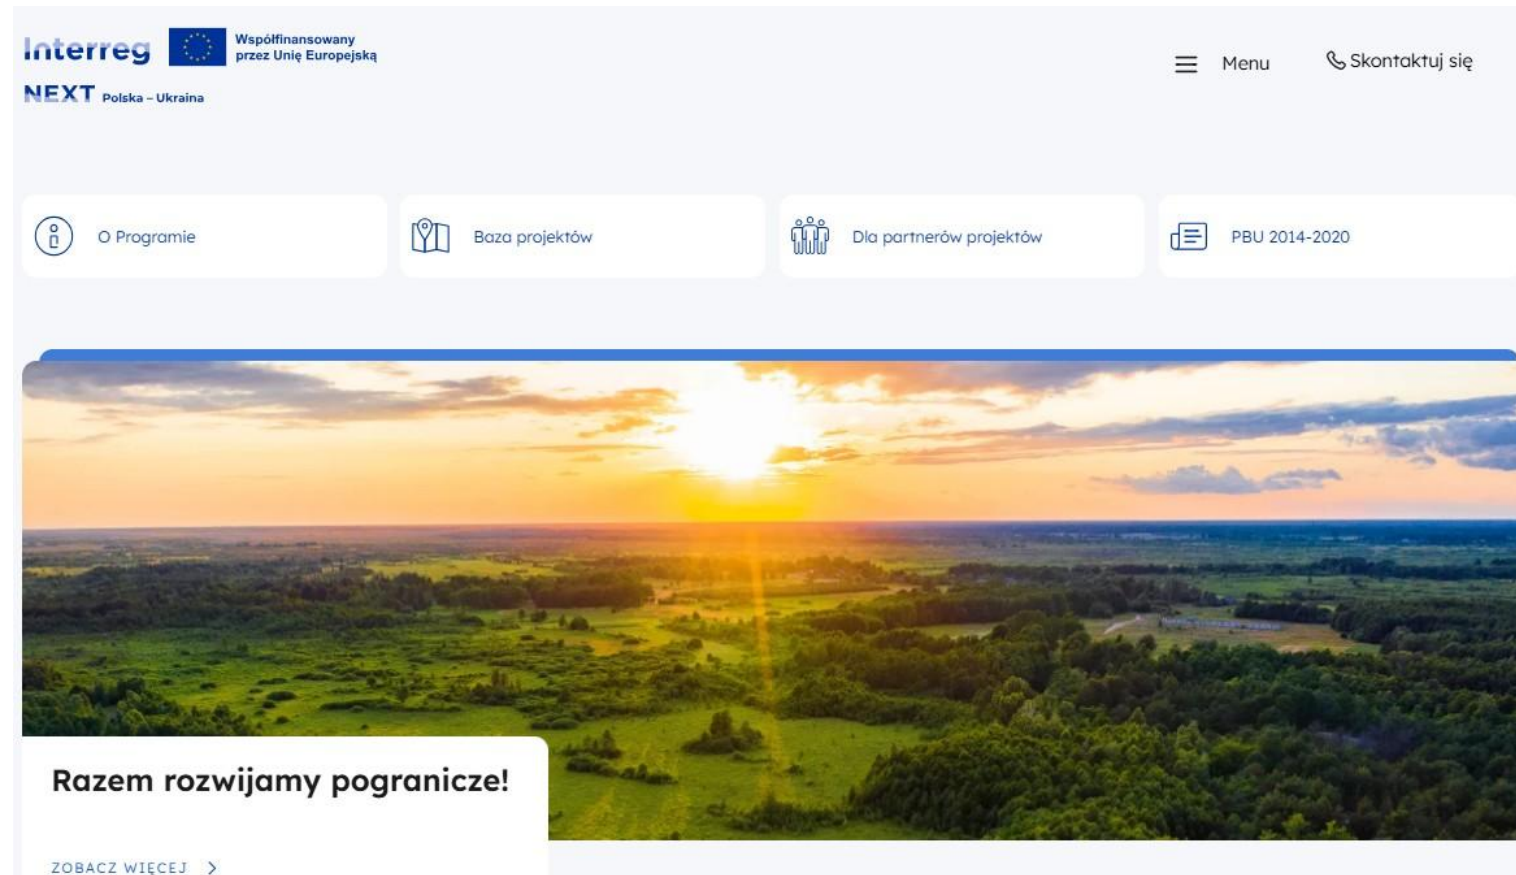 Interreg
Współfinansowany
przez Unię Europejską
NEXT Polska – Ukraina
Menu
Skontaktuj się
O Programie
Baza projektów
Dla partnerów projektów
PBU 2014-2020
Razem rozwijamy pogranicze!
ZOBACZ WIĘCEJ